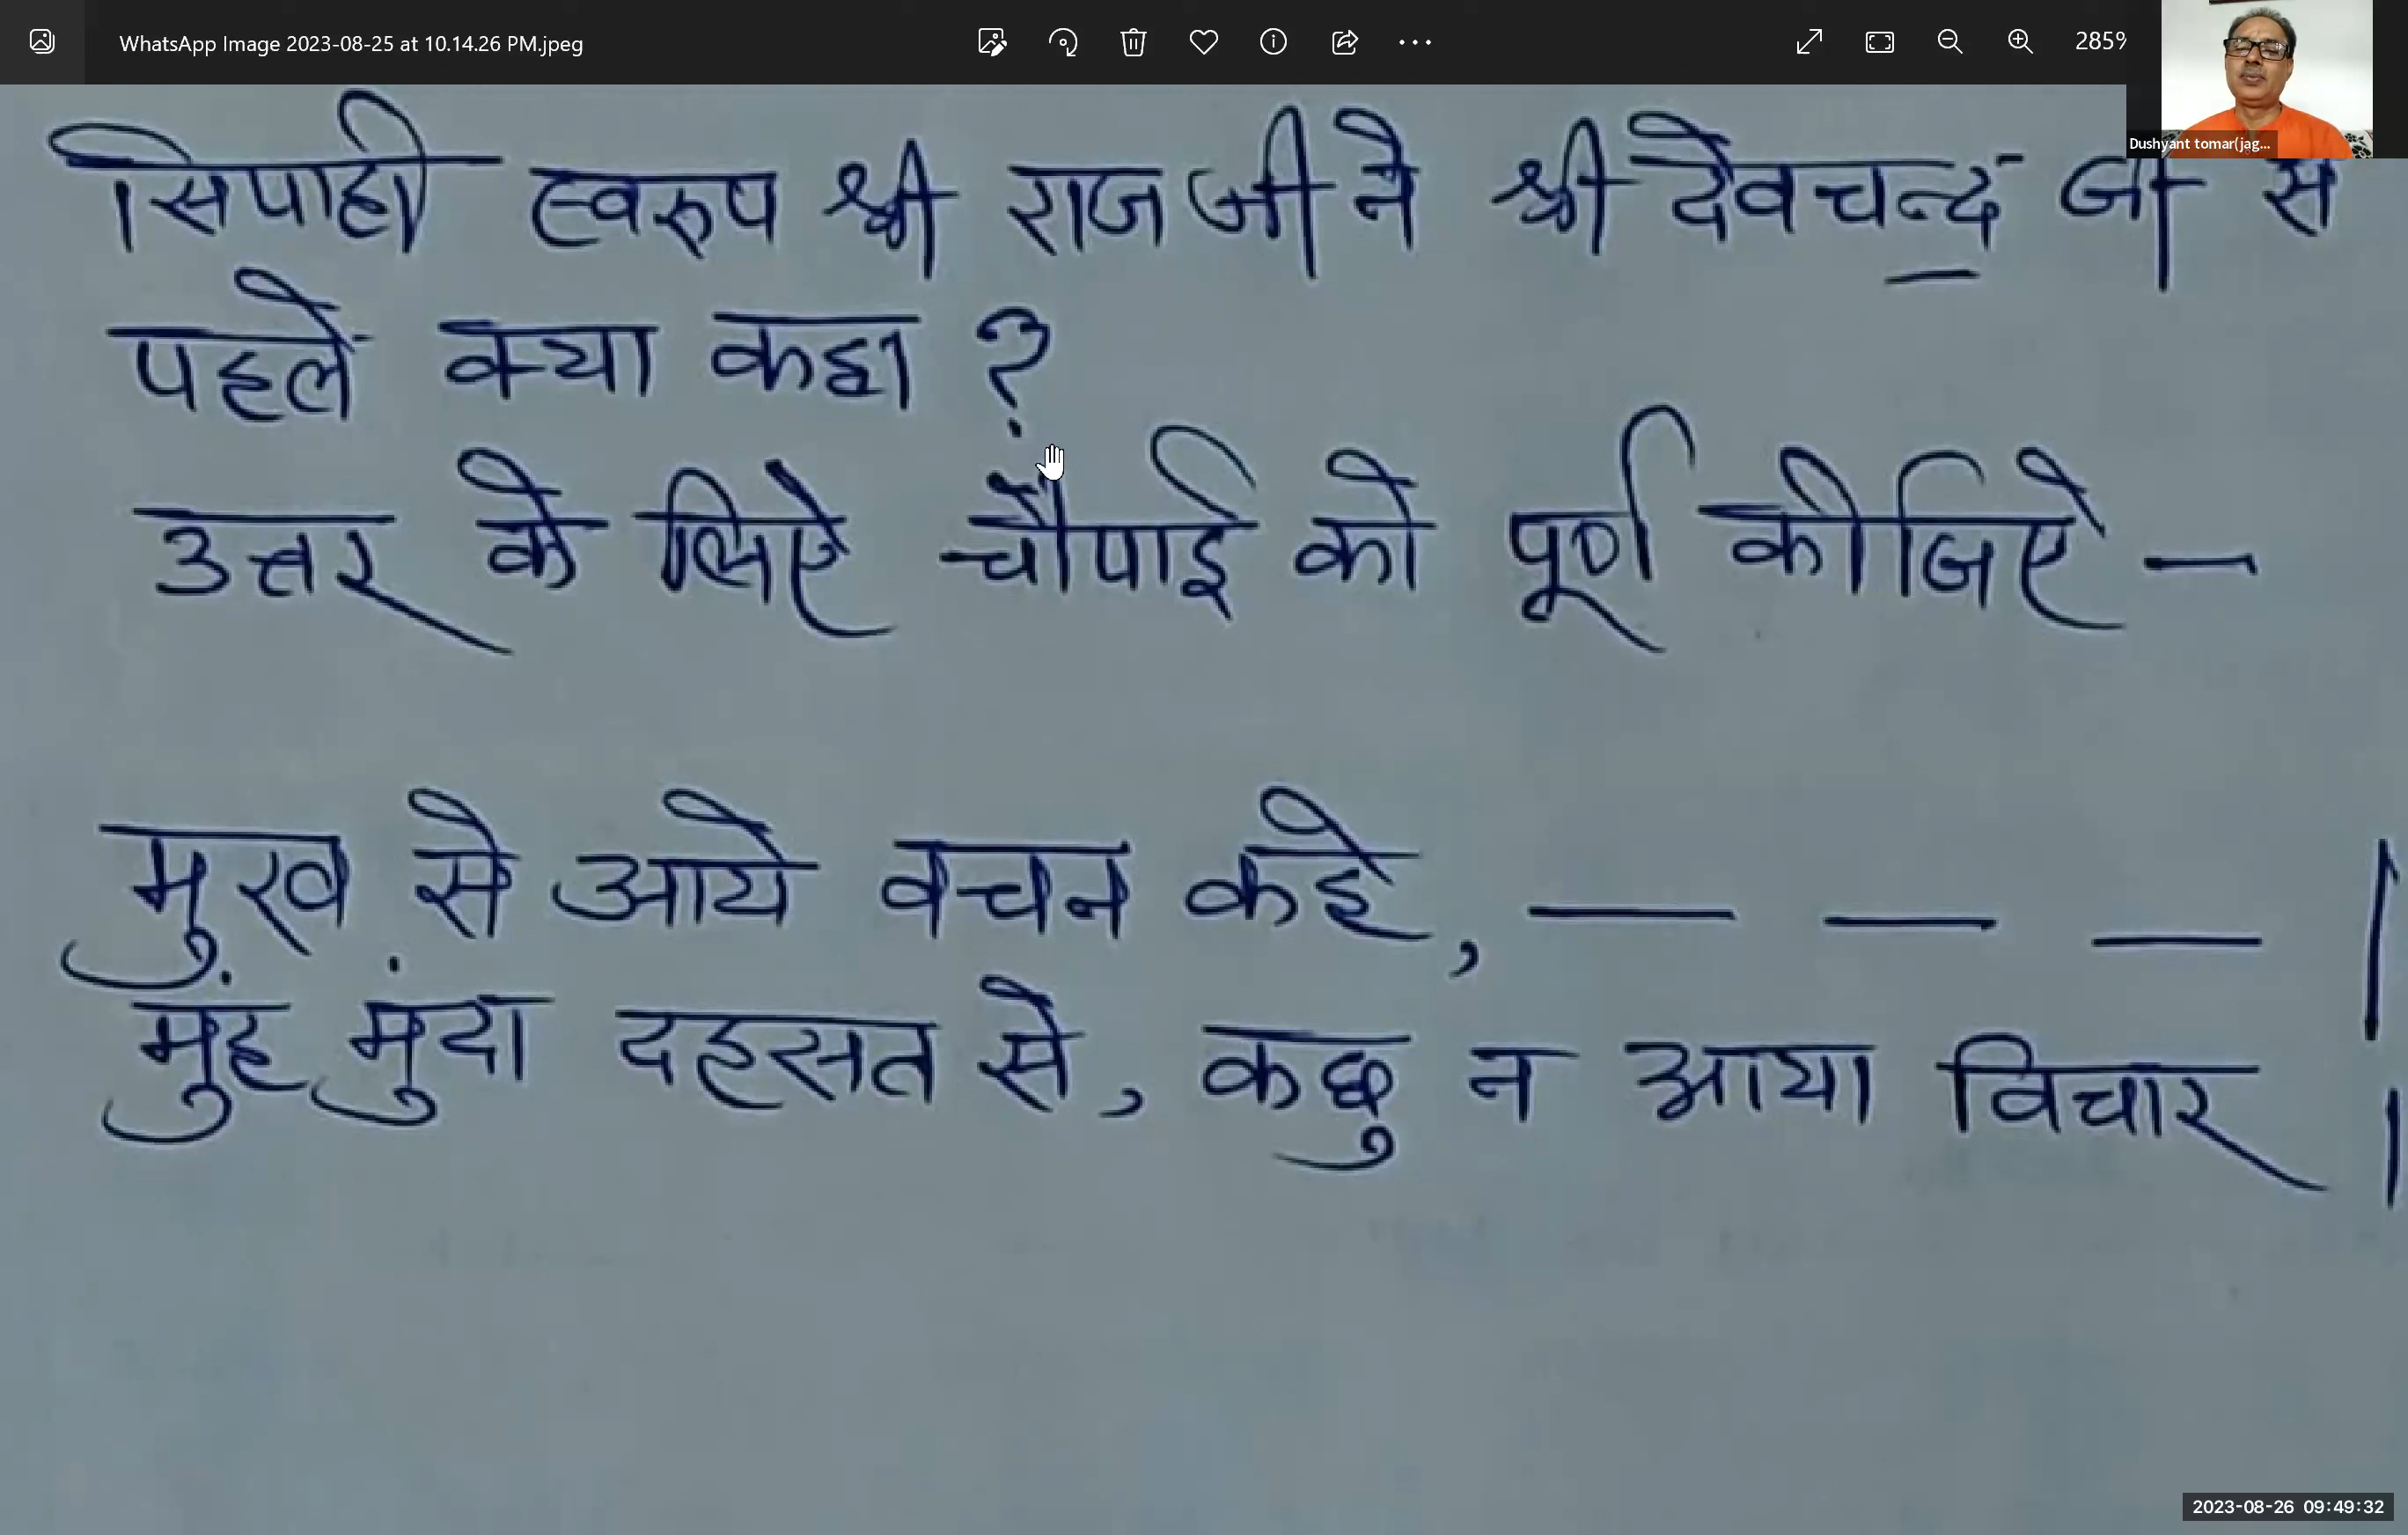 WhatsApp Image 2023-08-25 at 10.14.26 PM.jpeg
285%
Dushyant tomar(jag...
सिपाही स्वरूप श्री राज जी ने श्री देवचन्द्र जी से
पहले क्या कहा ?
उत्तर के लिऐ चौपाई को पूर्ण कीजिऐ —
मुख से आये वचन कहे, — — — |
मुंह मुंदा दहसत से, कछु न आया विचार |
2023-08-26 09:49:32